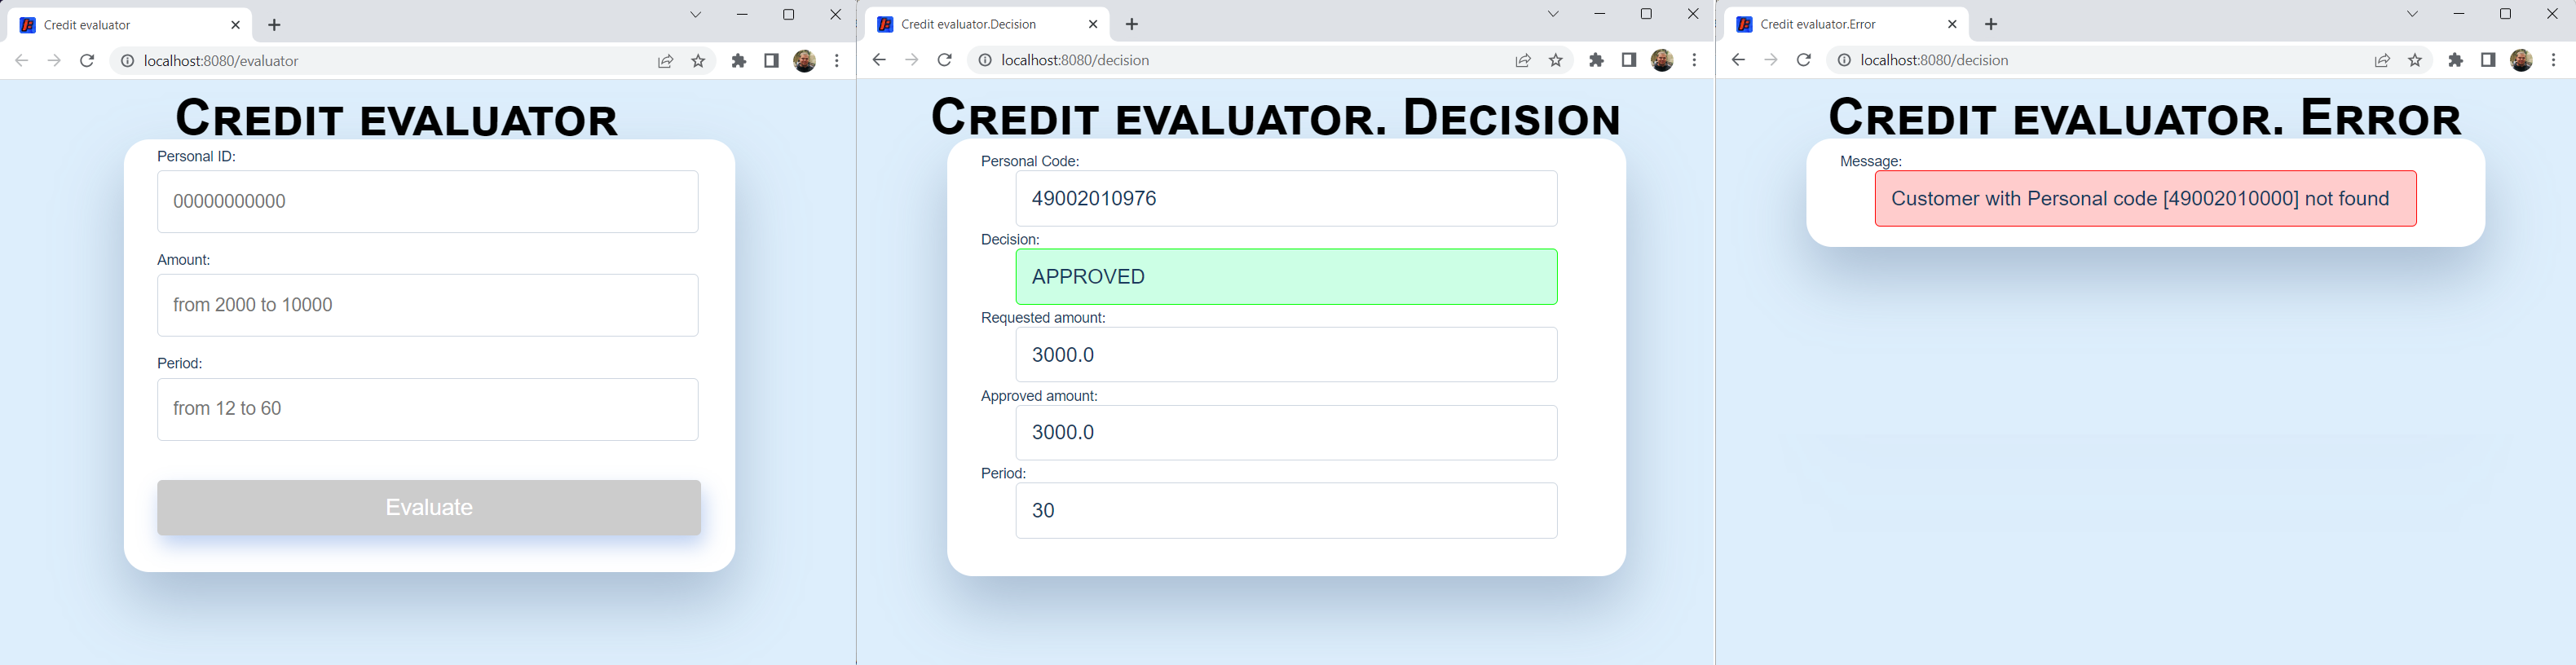 Credit evaluator
localhost:8080/evaluator
CREDIT EVALUATOR
Personal ID:
00000000000
Amount:
from 2000 to 10000
Period:
from 12 to 60
Evaluate
Credit evaluator.Decision
localhost:8080/decision
CREDIT EVALUATOR. DECISION
Personal Code:
49002010976
Decision:
APPROVED
Requested amount:
3000.0
Approved amount:
3000.0
Period:
30
Credit evaluator.Error
localhost:8080/decision
CREDIT EVALUATOR. ERROR
Message:
Customer with Personal code [49002010000] not found